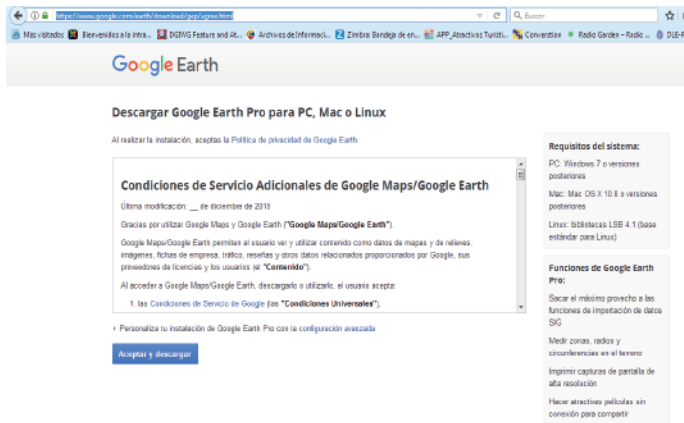 https://www.google.com/earth/download/gep/agree.html
Buscar
Más visitados Bienvenidos a la intra... DGIWG Feature and At... Archivos de Informaci... Zimbra: Bandeja de en... APP_Atractivos Turísti... Convertion Radio Garden – Radio ... DLE-R
Google Earth
Descargar Google Earth Pro para PC, Mac o Linux
Al realizar la instalación, aceptas la Política de privacidad de Google Earth
Condiciones de Servicio Adicionales de Google Maps/Google Earth
Última modificación: __ de diciembre de 2015
Gracias por utilizar Google Maps y Google Earth ("Google Maps/Google Earth").
Google Maps/Google Earth permiten al usuario ver y utilizar contenido como datos de mapas y de relieves,
imágenes, fichas de empresa, tráfico, reseñas y otros datos relacionados proporcionados por Google, sus
proveedores de licencias y los usuarios (el "Contenido").
Al acceder a Google Maps/Google Earth, descargarlo o utilizarlo, el usuario acepta:
1. las Condiciones de Servicio de Google (las "Condiciones Universales"),
Personaliza tu instalación de Google Earth Pro con la configuración avanzada
Aceptar y descargar
Requisitos del sistema:
PC: Windows 7 o versiones
posteriores
Mac: Mac OS X 10.8 o versiones
posteriores
Linux: bibliotecas LSB 4.1 (base
estándar para Linux)
Funciones de Google Earth
Pro:
Sacar el máximo provecho a las
funciones de importación de datos
SIG
Medir zonas, radios y
circunferencias en el terreno
Imprimir capturas de pantalla de
alta resolución
Hacer atractivas películas sin
conexión para compartir